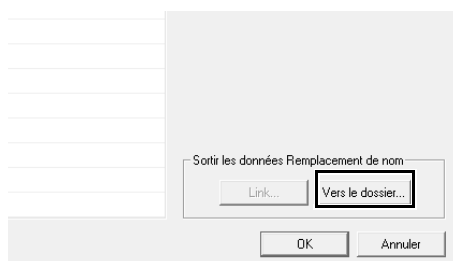 Sortir les données Remplacement de nom
Link... Vers le dossier...
OK Annuler